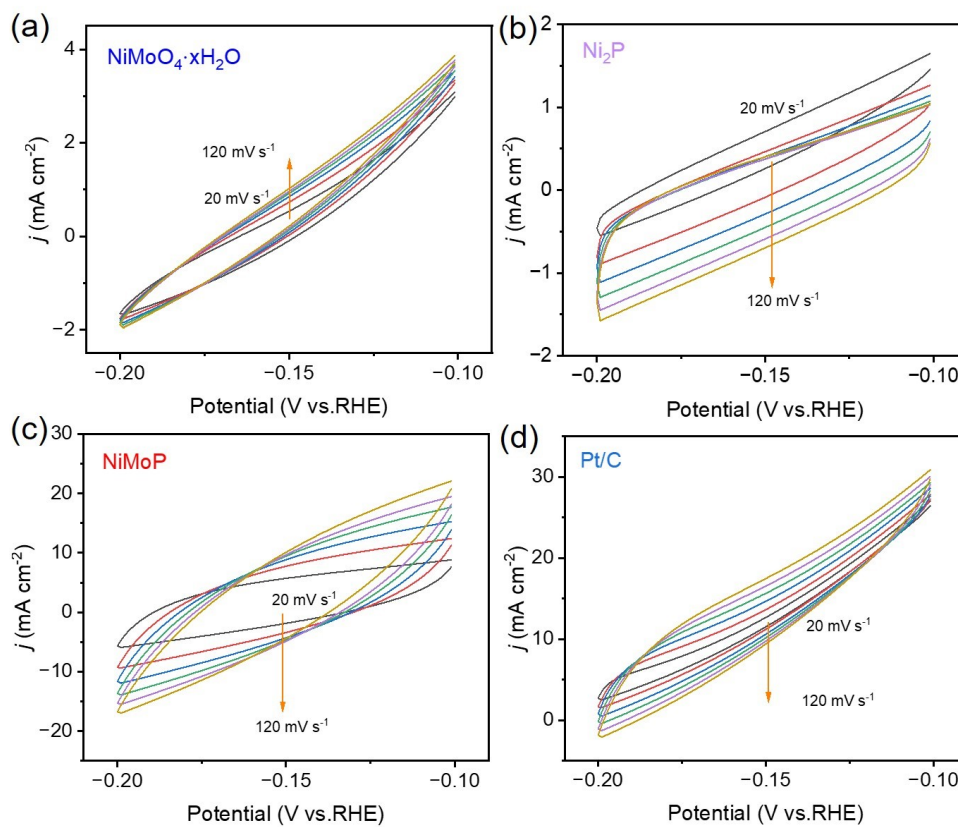 (a)
NiMoO₄·xH₂O
4
2
0
−2
120 mV s⁻¹
20 mV s⁻¹
−0.20
−0.15
−0.10
Potential (V vs.RHE)
j (mA cm⁻²)
(b)
Ni₂P
2
1
0
−1
−2
20 mV s⁻¹
120 mV s⁻¹
−0.20
−0.15
−0.10
Potential (V vs.RHE)
j (mA cm⁻²)
(c)
NiMoP
30
20
10
0
−10
−20
20 mV s⁻¹
120 mV s⁻¹
−0.20
−0.15
−0.10
Potential (V vs.RHE)
j (mA cm⁻²)
(d)
Pt/C
30
20
10
0
20 mV s⁻¹
120 mV s⁻¹
−0.20
−0.15
−0.10
Potential (V vs.RHE)
j (mA cm⁻²)